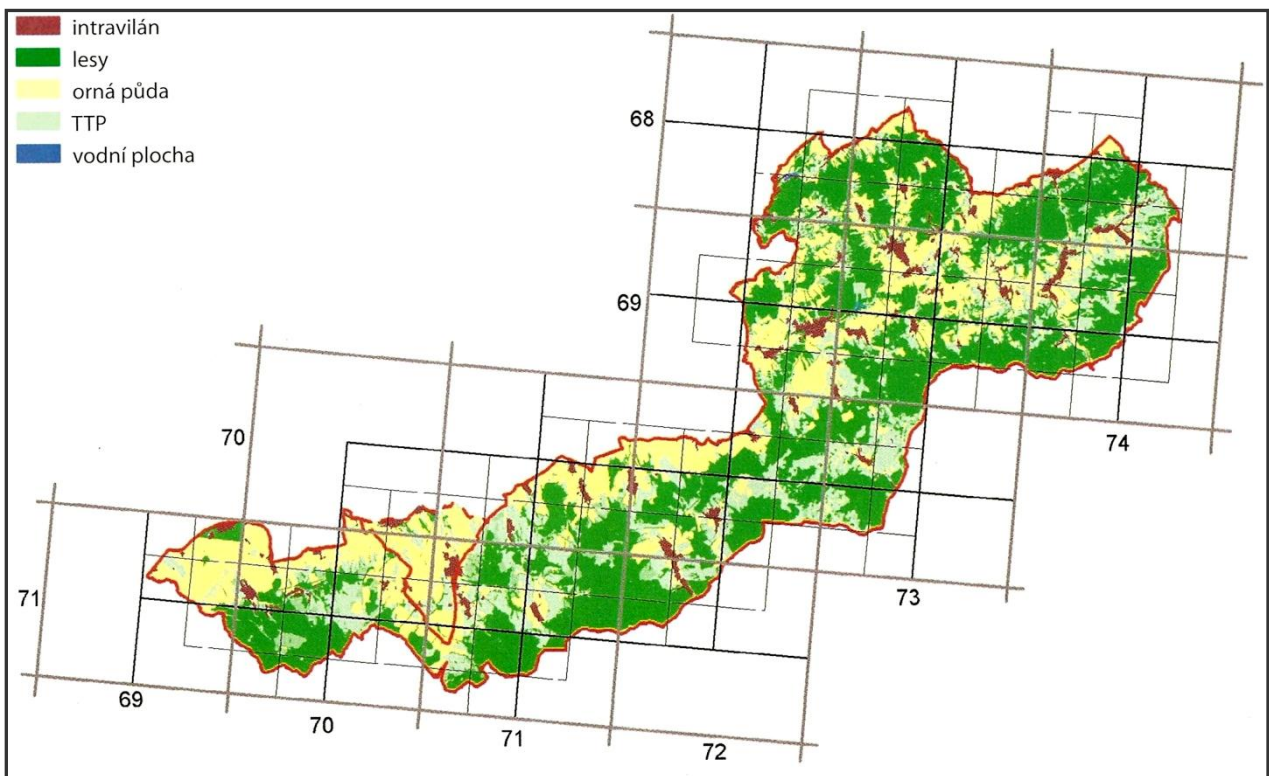 intravilán
lesy
orná půda
TTP
vodní plocha
68
69
70
74
71
73
69
70
71
72